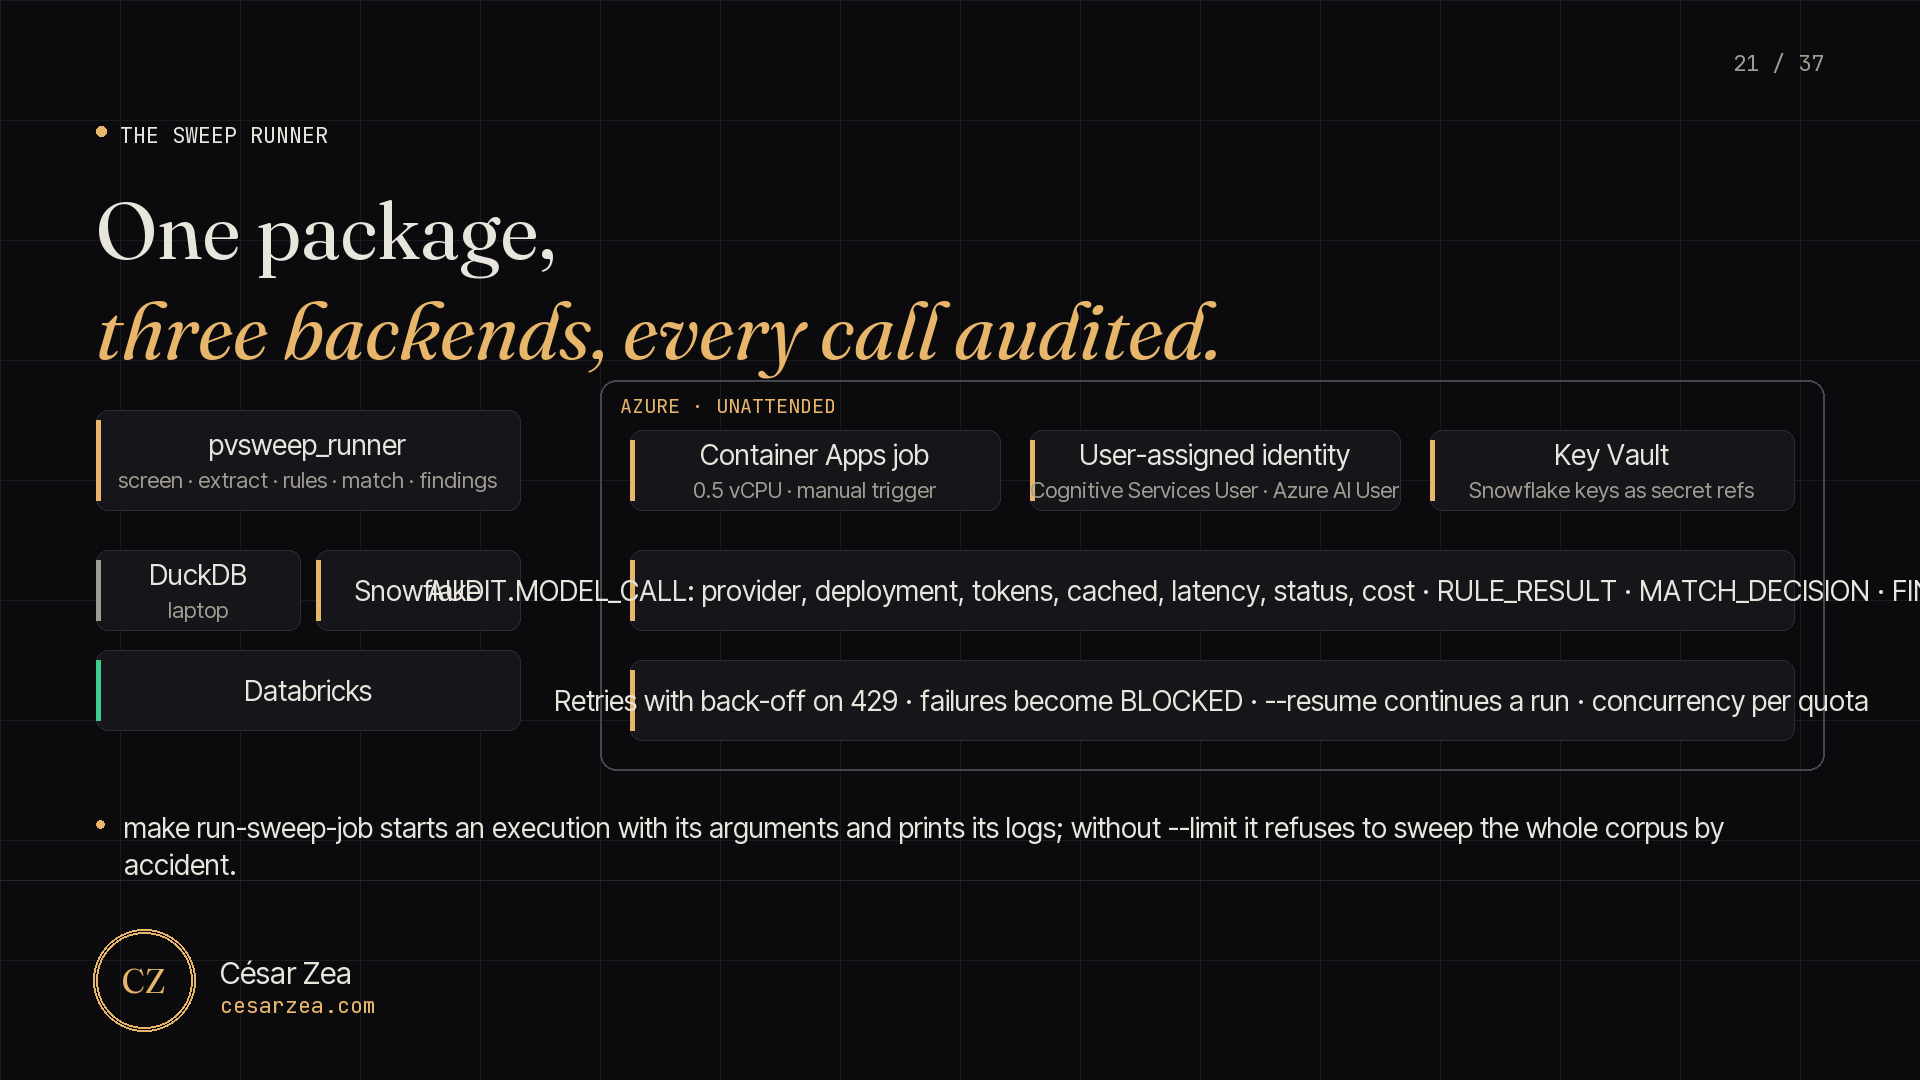 21 / 37
THE SWEEP RUNNER
One package,
three backends, every call audited.
AZURE · UNATTENDED
pvsweep_runner
screen · extract · rules · match · findings
Container Apps job
0.5 vCPU · manual trigger
User-assigned identity
Cognitive Services User · Azure AI User
Key Vault
Snowflake keys as secret refs
DuckDB
laptop
Snowflake
AUDIT.MODEL_CALL: provider, deployment, tokens, cached, latency, status, cost · RULE_RESULT · MATCH_DECISION · FIN
Databricks
Retries with back-off on 429 · failures become BLOCKED · --resume continues a run · concurrency per quota
make run-sweep-job starts an execution with its arguments and prints its logs; without --limit it refuses to sweep the whole corpus by
accident.
CZ
César Zea
cesarzea.com